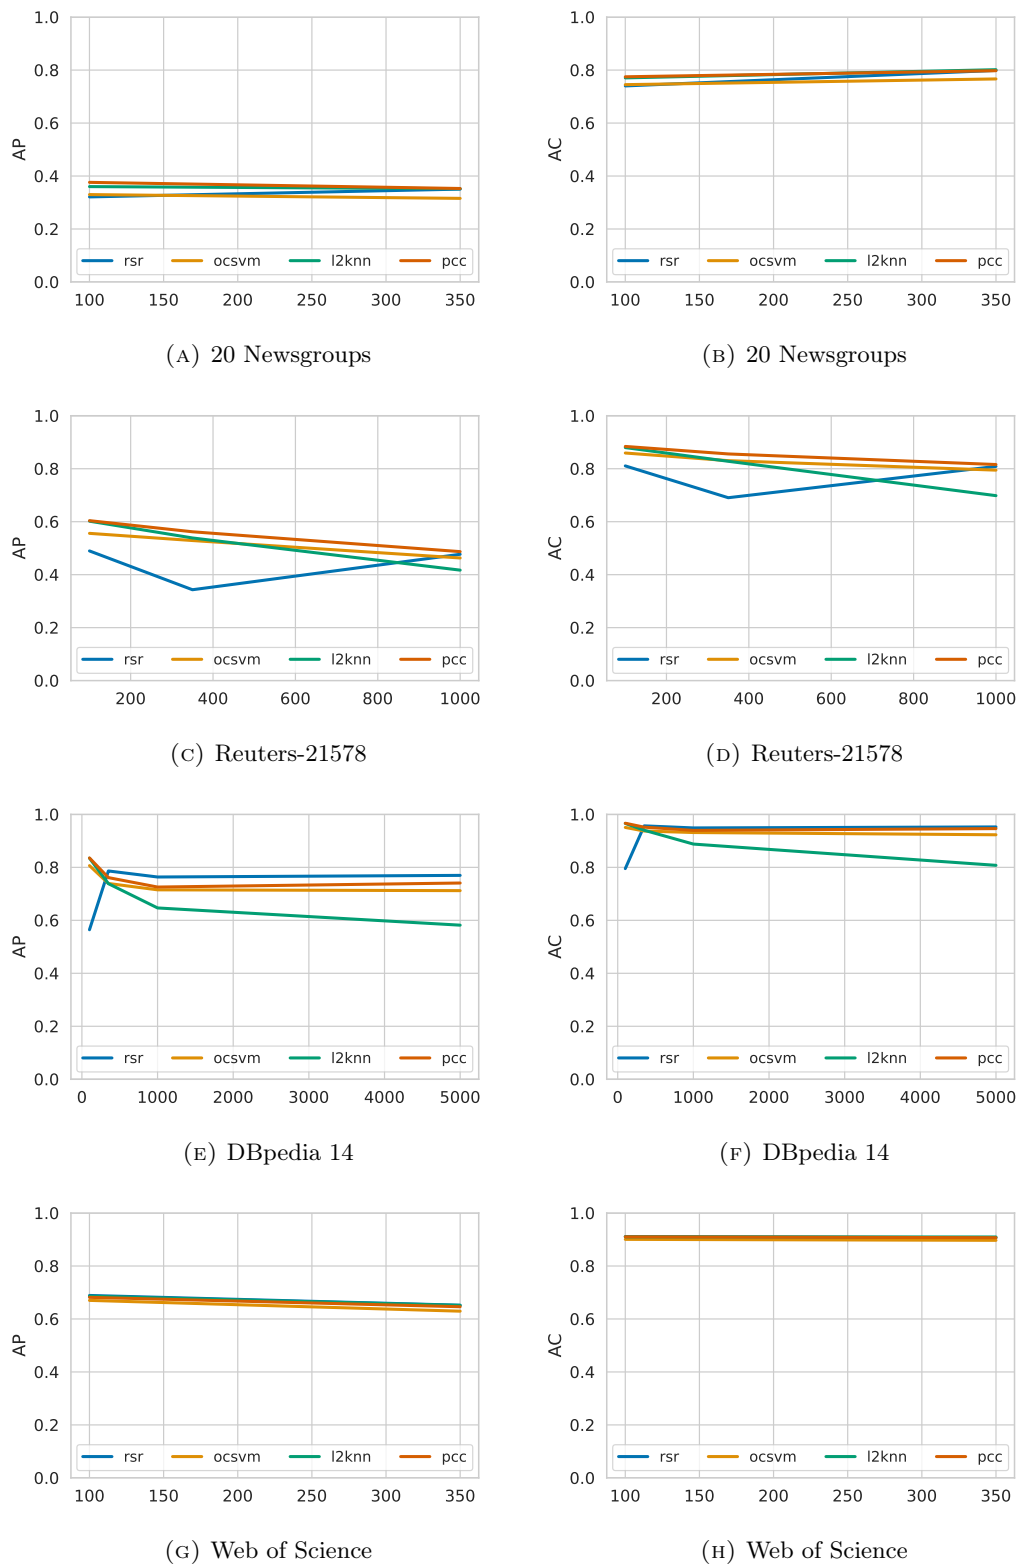 1.0
0.8
0.6
0.4
0.2
0.0
AP
rsr ocsvm l2knn pcc
100 150 200 250 300 350
(A) 20 Newsgroups
1.0
0.8
0.6
0.4
0.2
0.0
AC
rsr ocsvm l2knn pcc
100 150 200 250 300 350
(B) 20 Newsgroups
1.0
0.8
0.6
0.4
0.2
0.0
AP
rsr ocsvm l2knn pcc
200 400 600 800 1000
(C) Reuters-21578
1.0
0.8
0.6
0.4
0.2
0.0
AC
rsr ocsvm l2knn pcc
200 400 600 800 1000
(D) Reuters-21578
1.0
0.8
0.6
0.4
0.2
0.0
AP
rsr ocsvm l2knn pcc
0 1000 2000 3000 4000 5000
(E) DBpedia 14
1.0
0.8
0.6
0.4
0.2
0.0
AC
rsr ocsvm l2knn pcc
0 1000 2000 3000 4000 5000
(F) DBpedia 14
1.0
0.8
0.6
0.4
0.2
0.0
AP
rsr ocsvm l2knn pcc
100 150 200 250 300 350
(G) Web of Science
1.0
0.8
0.6
0.4
0.2
0.0
AC
rsr ocsvm l2knn pcc
100 150 200 250 300 350
(H) Web of Science